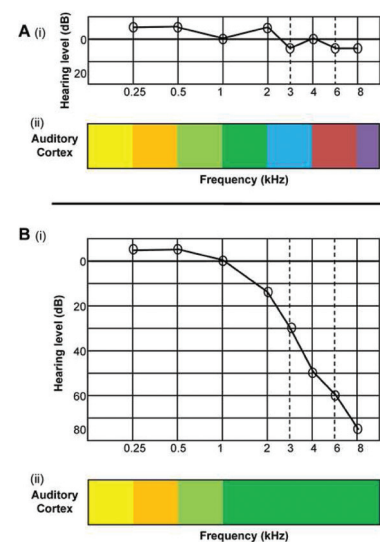 A (i)
Hearing level (dB)
0
20
0.25 0.5 1 2 3 4 6 8
(ii)
Auditory
Cortex
Frequency (kHz)
B (i)
Hearing level (dB)
0
20
40
60
80
0.25 0.5 1 2 3 4 6 8
(ii)
Auditory
Cortex
Frequency (kHz)